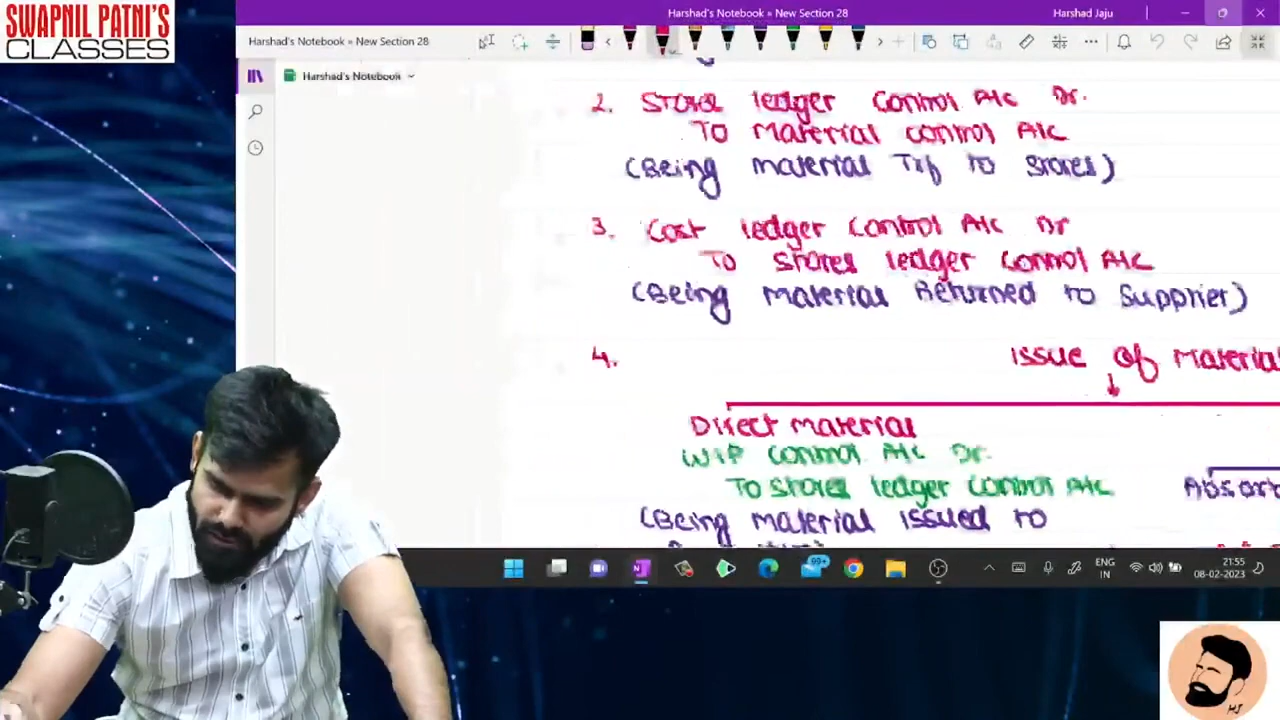 SWAPNIL PATNI'S
CLASSES
Harshad's Notebook » New Section 28
Harshad Jaju
Harshad's Notebook » New Section 28
Harshad's Notebook
2. Stores ledger control A/c Dr.
To Material control A/c
(Being material Trf to stores)
3. Cost ledger control A/c Dr
To stores ledger control A/c
(Being material Returned to Supplier)
4. Issue of Material
Direct material
WIP control A/c Dr.
To stores ledger control A/c
Absor
(Being material issued to
99+
ENG
IN
21:55
08-02-2023
HJ